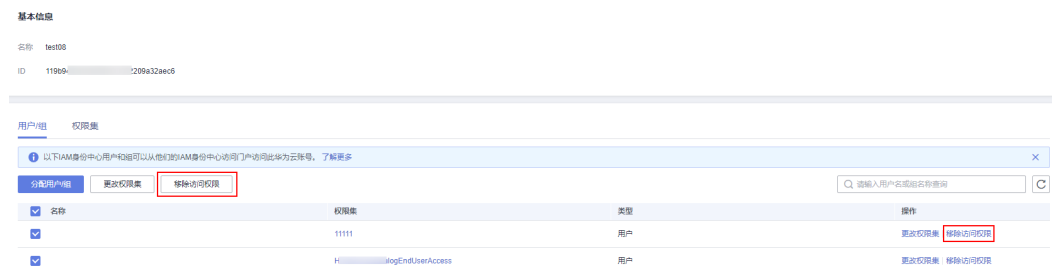 基本信息
名称 test08
ID 119b9 209a32aec6
用户/组 权限集
以下IAM身份中心用户和组可以从他们的IAM身份中心访问门户访问此华为云账号。 了解更多
分配用户/组 更改权限集 移除访问权限 请输入用户名或组名称查询
名称 权限集 类型 操作
11111 用户 更改权限集 移除访问权限
H logEndUserAccess 用户 更改权限集 移除访问权限